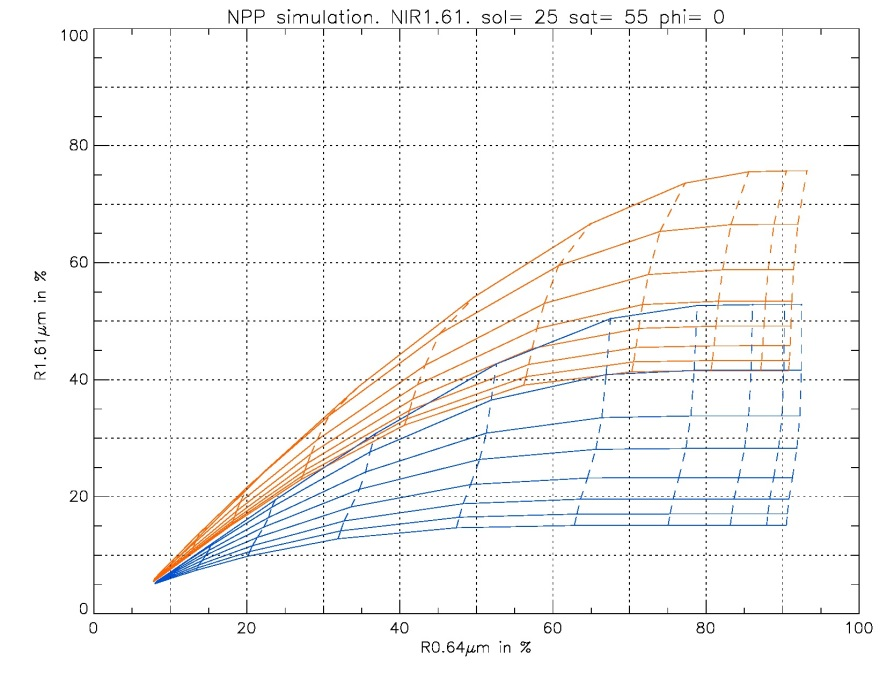 NPP simulation. NIR1.61. sol= 25 sat= 55 phi= 0
100
80
60
40
20
0
R1.61μm in %
0 20 40 60 80 100
R0.64μm in %